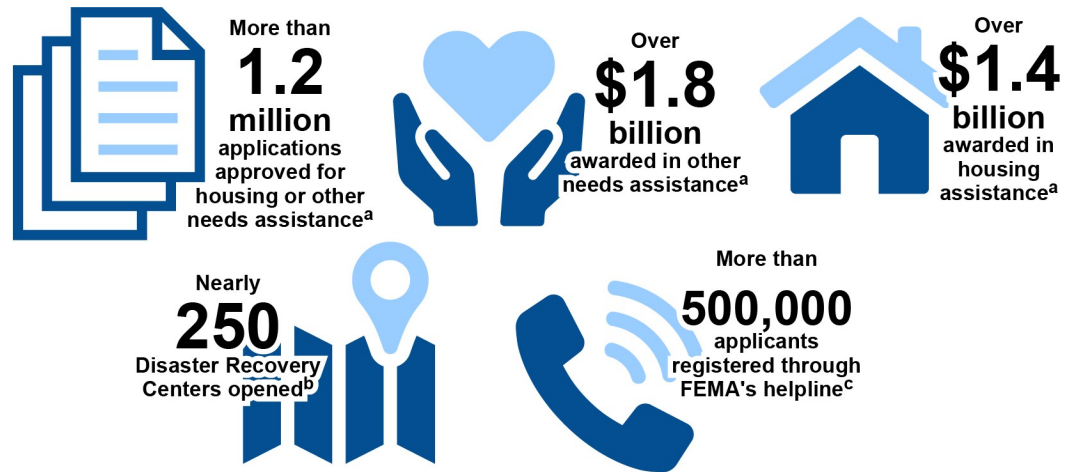 More than
1.2
million
applications
approved for
housing or other
needs assistancea
Over
$1.8
billion
awarded in other
needs assistancea
Over
$1.4
billion
awarded in
housing
assistancea
Nearly
250
Disaster Recovery
Centers openedb
More than
500,000
applicants
registered through
FEMA's helplinec